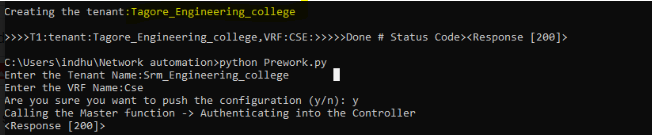 Creating the tenant:Tagore_Engineering_college
>>>>T1:tenant:Tagore_Engineering_college,VRF:CSE:>>>>>Done # Status Code><Response [200]>
C:\Users\indhu\Network automation>python Prework.py
Enter the Tenant Name:Srm_Engineering_college
Enter the VRF Name:Cse
Are you sure you want to push the configuration (y/n): y
Calling the Master function -> Authenticating into the Controller
<Response [200]>